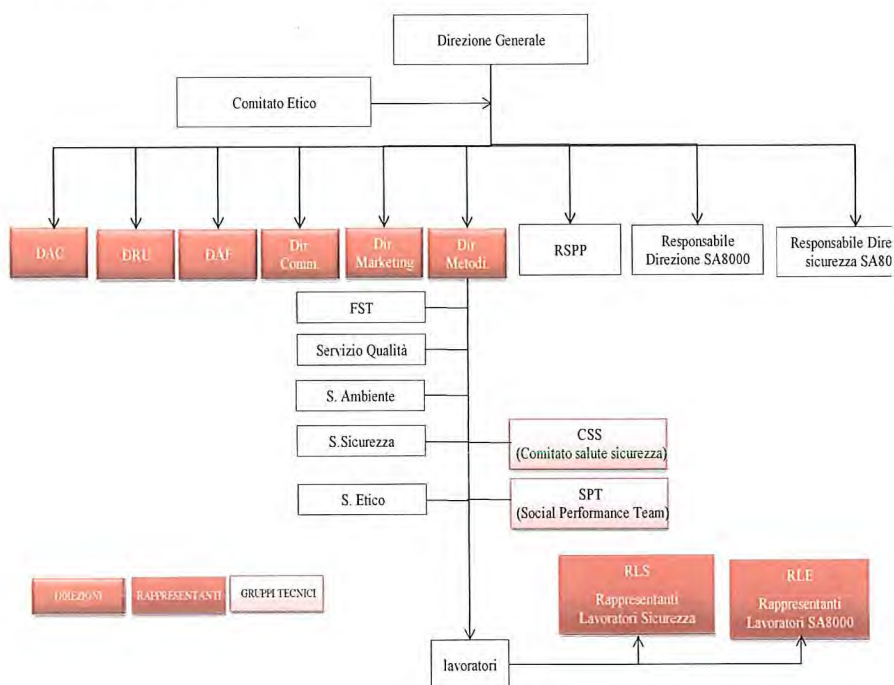 Direzione Generale
Comitato Etico
DAC
DRU
DAF
Dir
Comm.
Dir
Marketing
Dir
Metodi.
RSPP
Responsabile
Direzione SA8000
Responsabile Dire
sicurezza SA80
FST
Servizio Qualità
S. Ambiente
S.Sicurezza
CSS
(Comitato salute sicurezza)
S. Etico
SPT
(Social Performance Team)
DIREZIONI
RAPPRESENTANTI
GRUPPI TECNICI
RLS
Rappresentanti
Lavoratori Sicurezza
RLE
Rappresentanti
Lavoratori SA8000
lavoratori